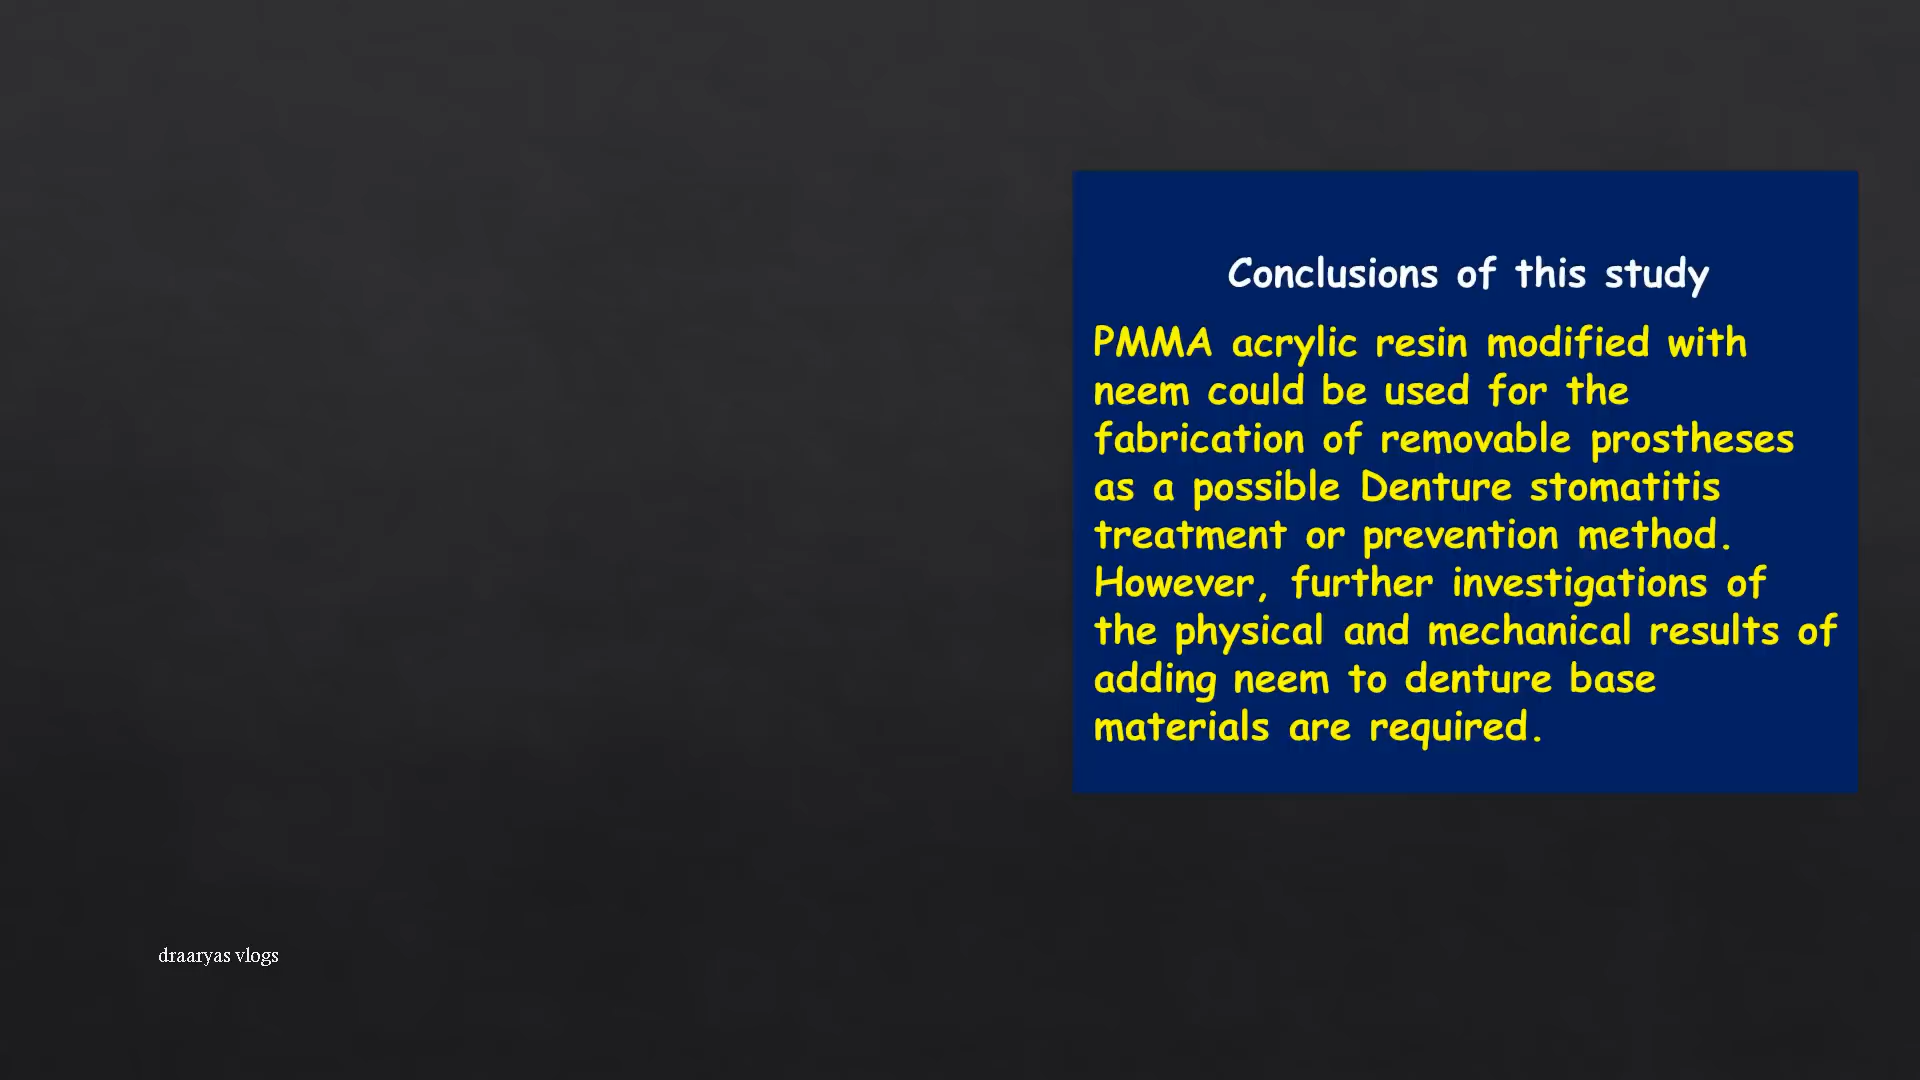 Conclusions of this study
PMMA acrylic resin modified with
neem could be used for the
fabrication of removable prostheses
as a possible Denture stomatitis
treatment or prevention method.
However, further investigations of
the physical and mechanical results of
adding neem to denture base
materials are required.
draaryas vlogs